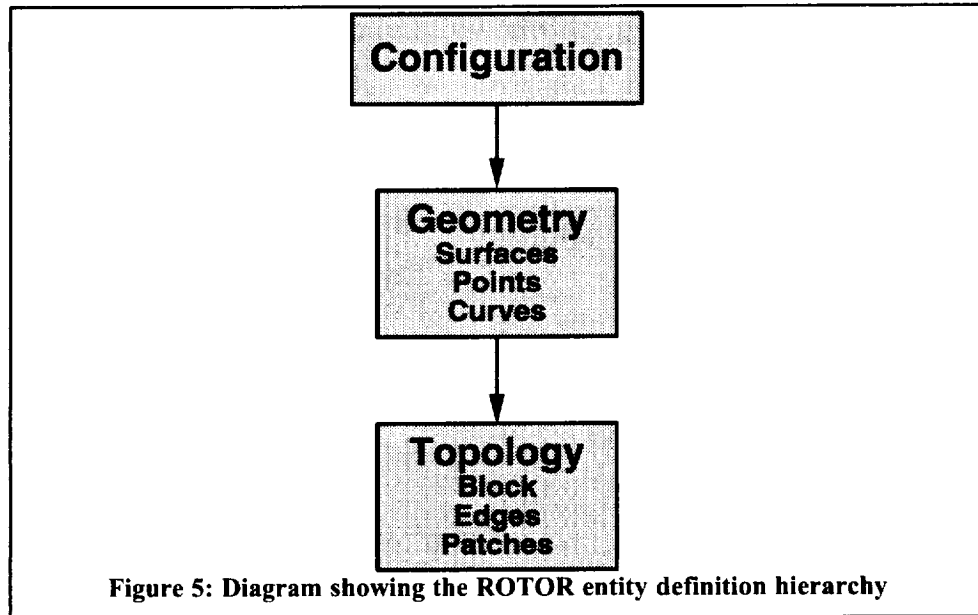 Configuration
Geometry
Surfaces
Points
Curves
Topology
Block
Edges
Patches
Figure 5: Diagram showing the ROTOR entity definition hierarchy